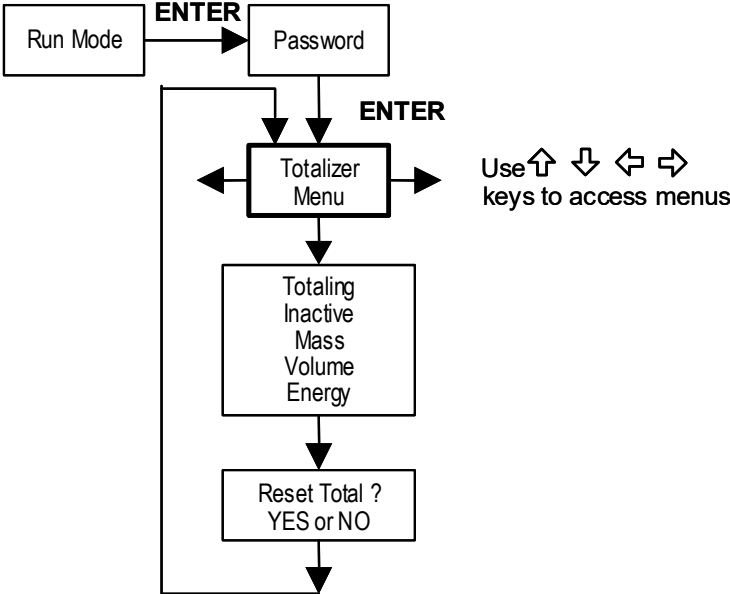 ENTER
Run Mode
Password
ENTER
Totalizer
Menu
Use
keys to access menus
Totaling
Inactive
Mass
Volume
Energy
Reset Total ?
YES or NO